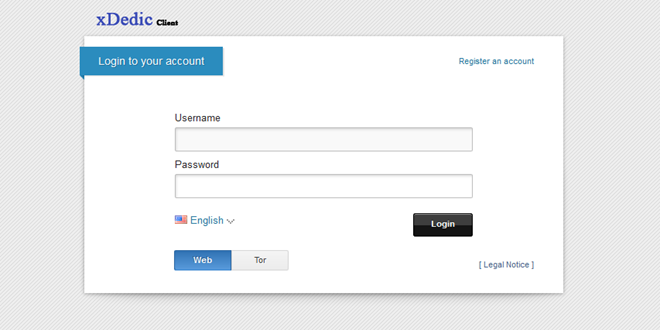 xDedic Client
Login to your account
Register an account
Username
Password
English
Login
Web Tor
[ Legal Notice ]